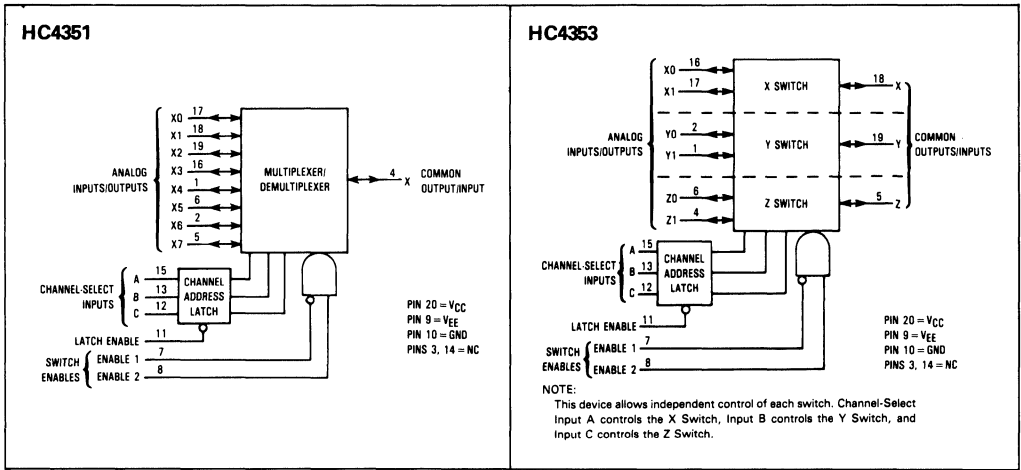 HC4351
X0 17
X1 18
X2 19
X3 16
X4 1
X5 6
X6 2
X7 5
ANALOG
INPUTS/OUTPUTS
MULTIPLEXER/
DEMULTIPLEXER
4 X
COMMON
OUTPUT/INPUT
CHANNEL-SELECT
INPUTS
A 15
B 13
C 12
CHANNEL
ADDRESS
LATCH
LATCH ENABLE 11
SWITCH
ENABLES
ENABLE 1 7
ENABLE 2 8
PIN 20 = VCC
PIN 9 = VEE
PIN 10 = GND
PINS 3, 14 = NC
HC4353
X0 16
X1 17
Y0 2
Y1 1
Z0 6
Z1 4
ANALOG
INPUTS/OUTPUTS
X SWITCH
Y SWITCH
Z SWITCH
18 X
19 Y
5 Z
COMMON
OUTPUTS/INPUTS
CHANNEL-SELECT
INPUTS
A 15
B 13
C 12
CHANNEL
ADDRESS
LATCH
LATCH ENABLE 11
SWITCH
ENABLES
ENABLE 1 7
ENABLE 2 8
PIN 20 = VCC
PIN 9 = VEE
PIN 10 = GND
PINS 3, 14 = NC
NOTE:
This device allows independent control of each switch. Channel-Select
Input A controls the X Switch, Input B controls the Y Switch, and
Input C controls the Z Switch.